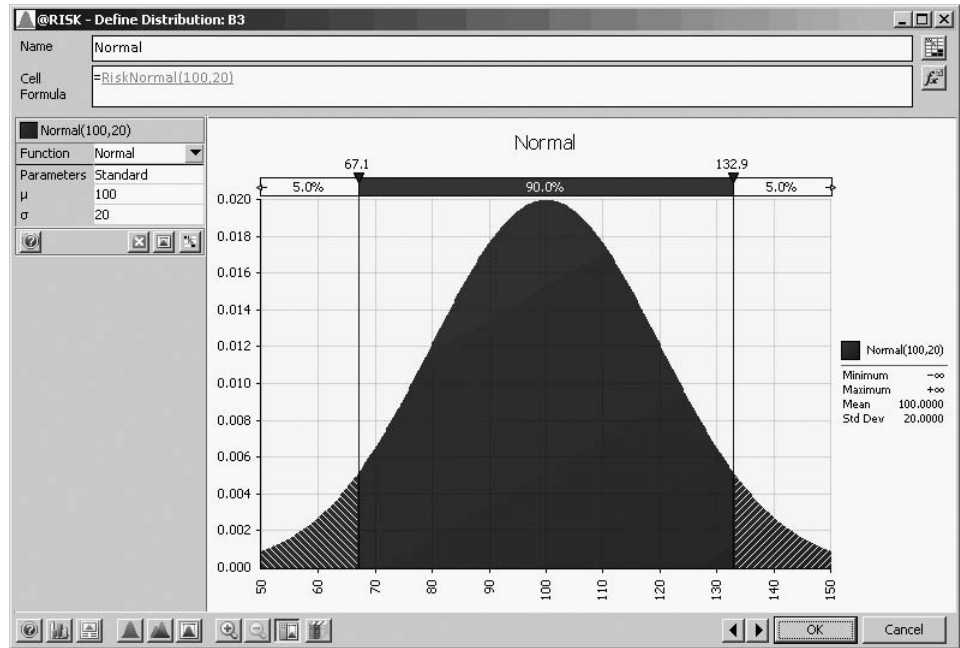 @RISK - Define Distribution: B3
Name Normal
Cell Formula =RiskNormal(100,20)
Normal(100,20)
Function Normal
Parameters Standard
μ 100
σ 20
Normal
67.1 132.9
5.0% 90.0% 5.0%
0.020
0.018
0.016
0.014
0.012
0.010
0.008
0.006
0.004
0.002
0.000
50 60 70 80 90 100 110 120 130 140 150
Normal(100,20)
Minimum −∞
Maximum +∞
Mean 100.0000
Std Dev 20.0000
OK Cancel